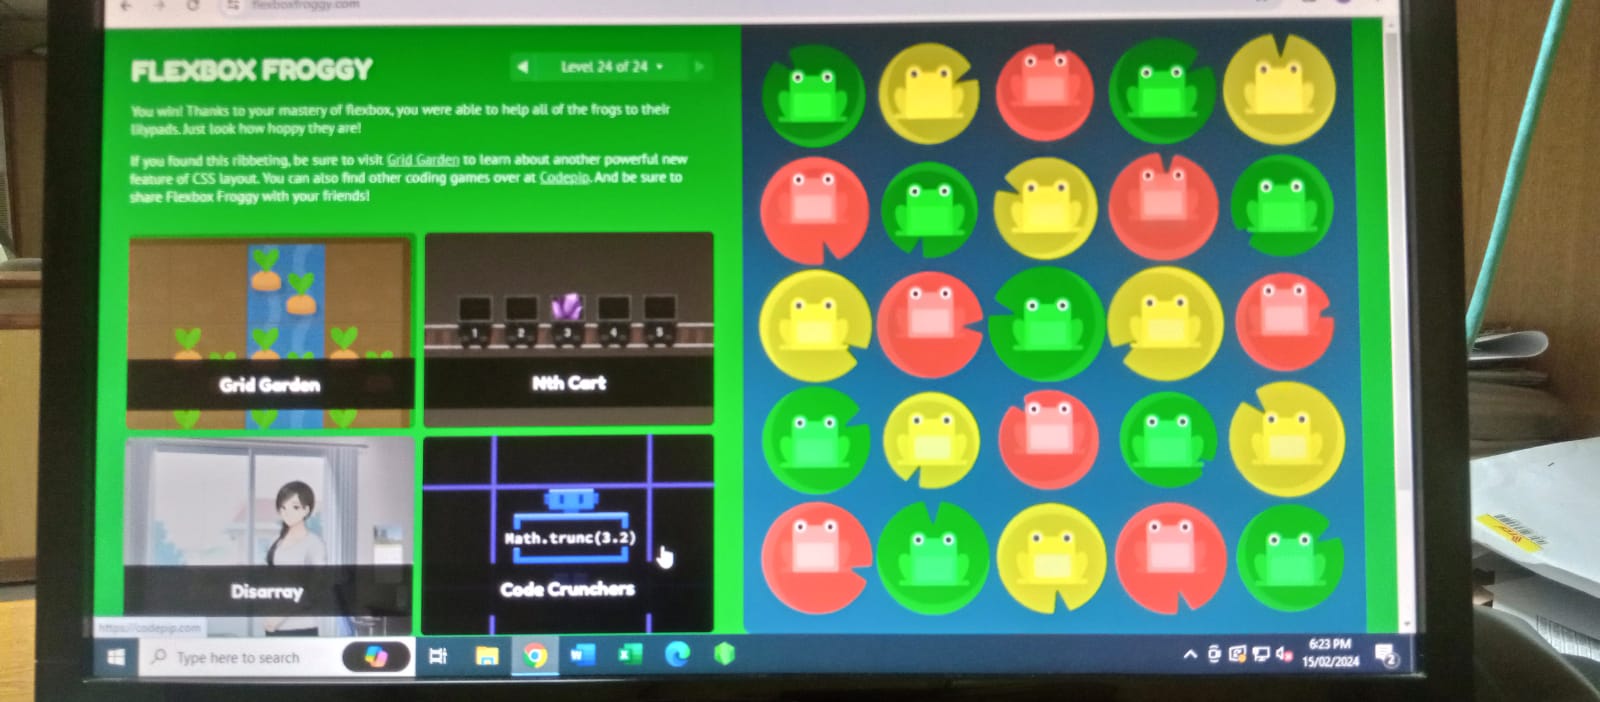 flexboxfroggy.com
FLEXBOX FROGGY
Level 24 of 24
You win! Thanks to your mastery of flexbox, you were able to help all of the frogs to their
lilypads. Just look how hoppy they are!
If you found this ribbeting, be sure to visit Grid Garden to learn about another powerful new
feature of CSS layout. You can also find other coding games over at Codepip. And be sure to
share Flexbox Froggy with your friends!
1 2 3 4 5
Grid Garden
Nth Cart
Math.trunc(3.2)
Disarray
Code Crunchers
https://codepip.com
Type here to search
6:23 PM
15/02/2024
2